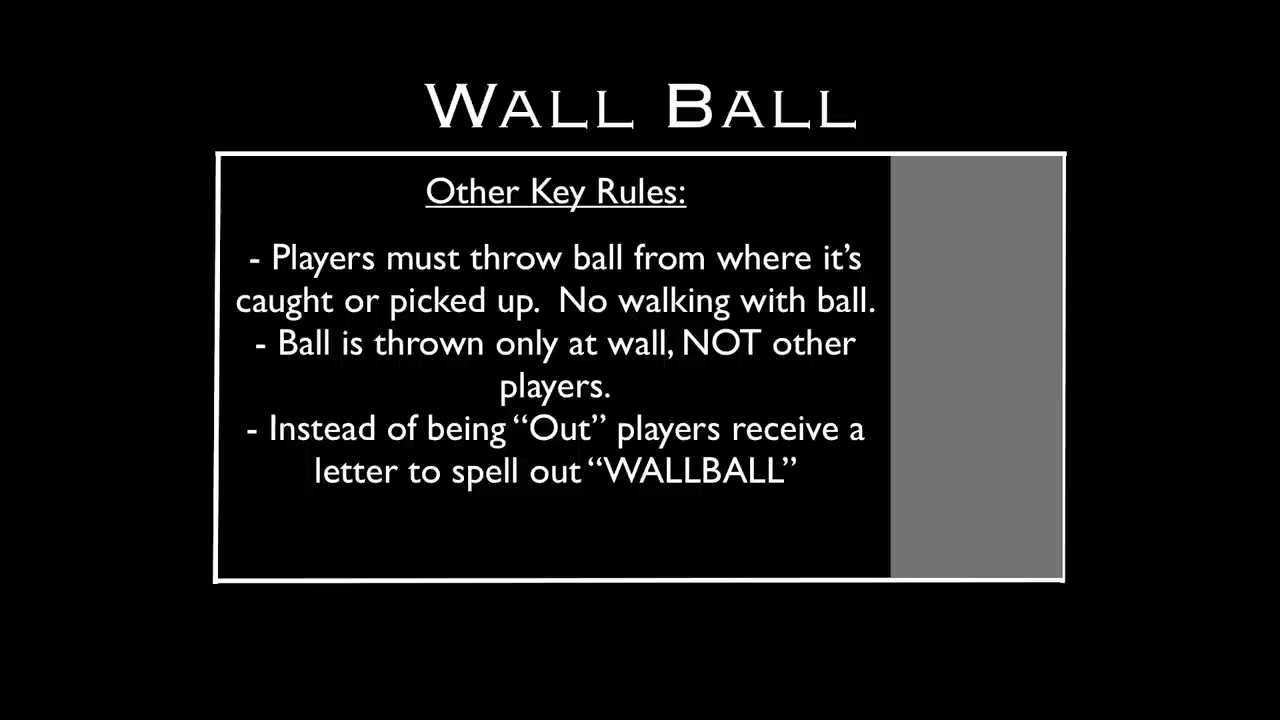 WALL BALL
Other Key Rules:
- Players must throw ball from where it’s
caught or picked up.  No walking with ball.
- Ball is thrown only at wall, NOT other
players.
- Instead of being “Out” players receive a
letter to spell out “WALLBALL”